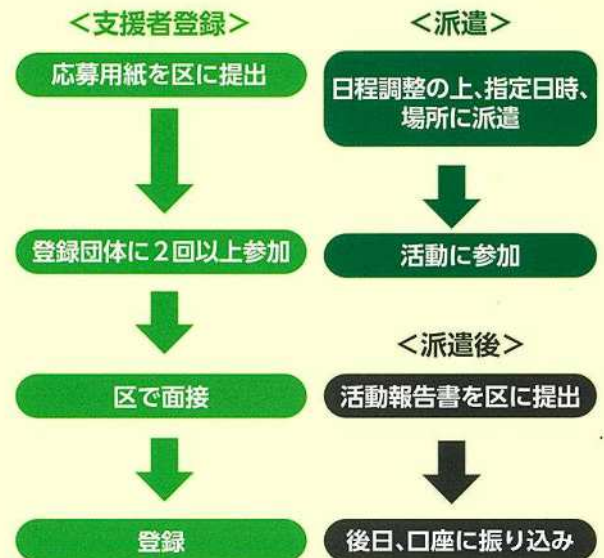 <支援者登録>
応募用紙を区に提出
登録団体に2回以上参加
区で面接
登録
<派遣>
日程調整の上、指定日時、
場所に派遣
活動に参加
<派遣後>
活動報告書を区に提出
後日、口座に振り込み